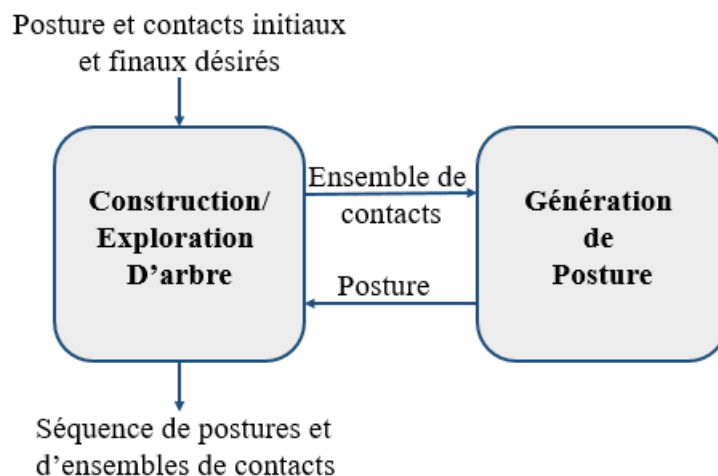 Posture et contacts initiaux
et finaux désirés
Construction/
Exploration
D'arbre
Ensemble de
contacts
Posture
Génération
de
Posture
Séquence de postures et
d'ensembles de contacts